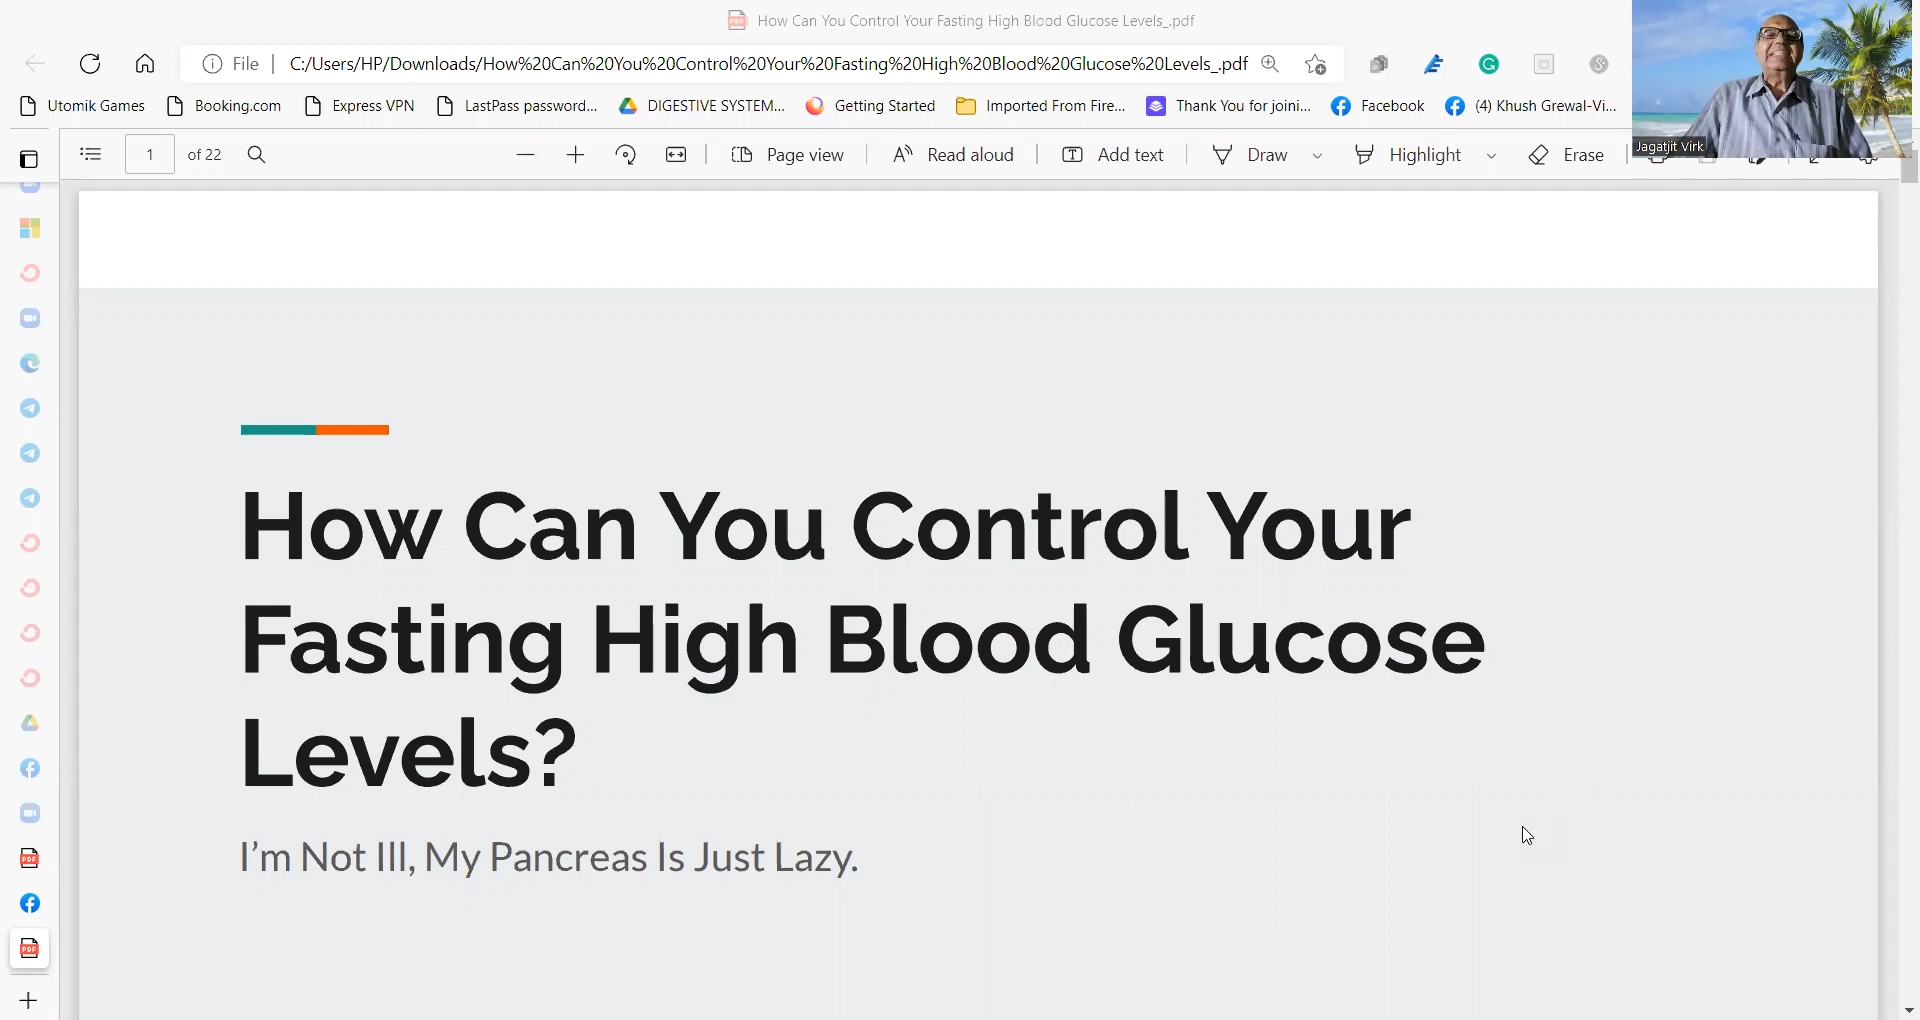 How Can You Control Your Fasting High Blood Glucose Levels_.pdf
File
C:/Users/HP/Downloads/How%20Can%20You%20Control%20Your%20Fasting%20High%20Blood%20Glucose%20Levels_.pdf
Utomik Games
Booking.com
Express VPN
LastPass password...
DIGESTIVE SYSTEM...
Getting Started
Imported From Fire...
Thank You for joini...
Facebook
(4) Khush Grewal-Vi...
Jagatjit Virk
1 of 22
Page view
Read aloud
Add text
Draw
Highlight
Erase
How Can You Control Your
Fasting High Blood Glucose
Levels?
I’m Not Ill, My Pancreas Is Just Lazy.